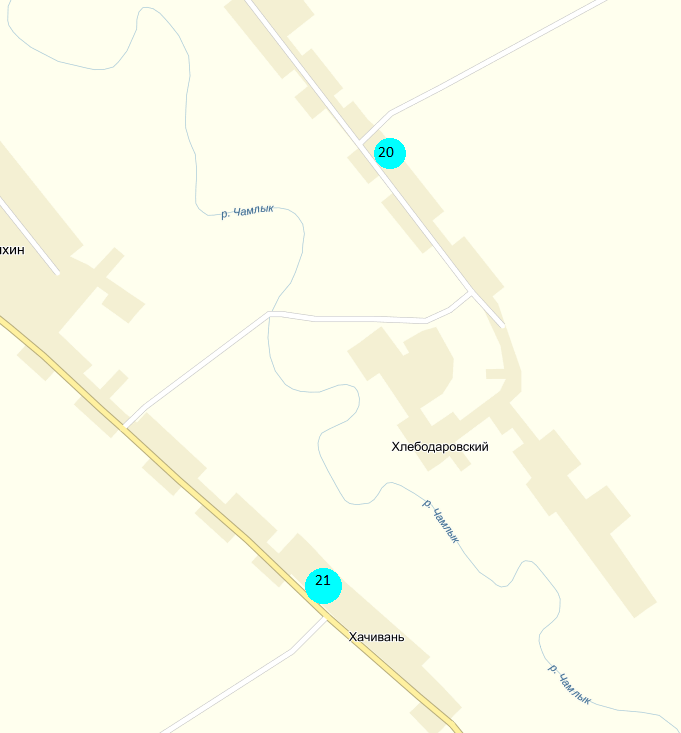 20
р. Чамлык
хин
Хлебодаровский
р. Чамлык
21
Хачивань
р. Чамлык